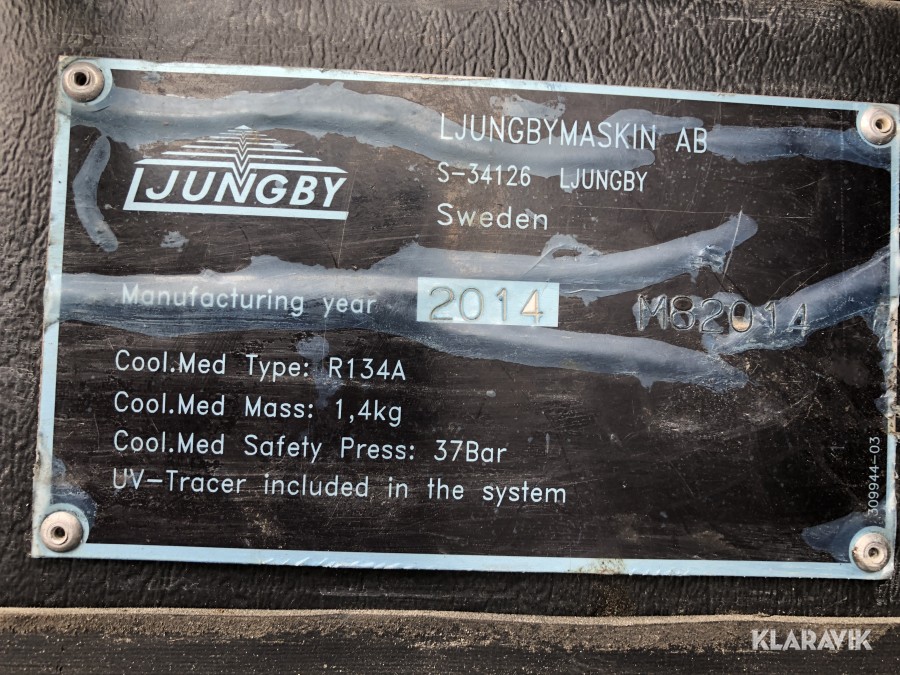 LJUNGBY
LJUNGBYMASKIN AB
S-34126 LJUNGBY
Sweden
Manufacturing year 2014 M82014
Cool.Med Type: R134A
Cool.Med Mass: 1,4kg
Cool.Med Safety Press: 37Bar
UV-Tracer included in the system
309944-03
KLARAVIK